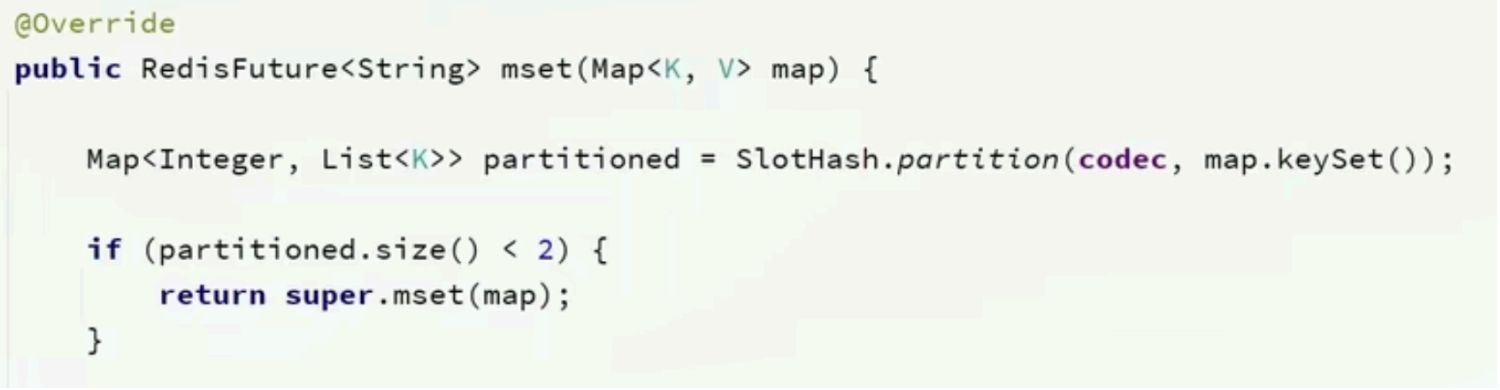 @Override
public RedisFuture<String> mset(Map<K, V> map) {
Map<Integer, List<K>> partitioned = SlotHash.partition(codec, map.keySet());
if (partitioned.size() < 2) {
return super.mset(map);
}